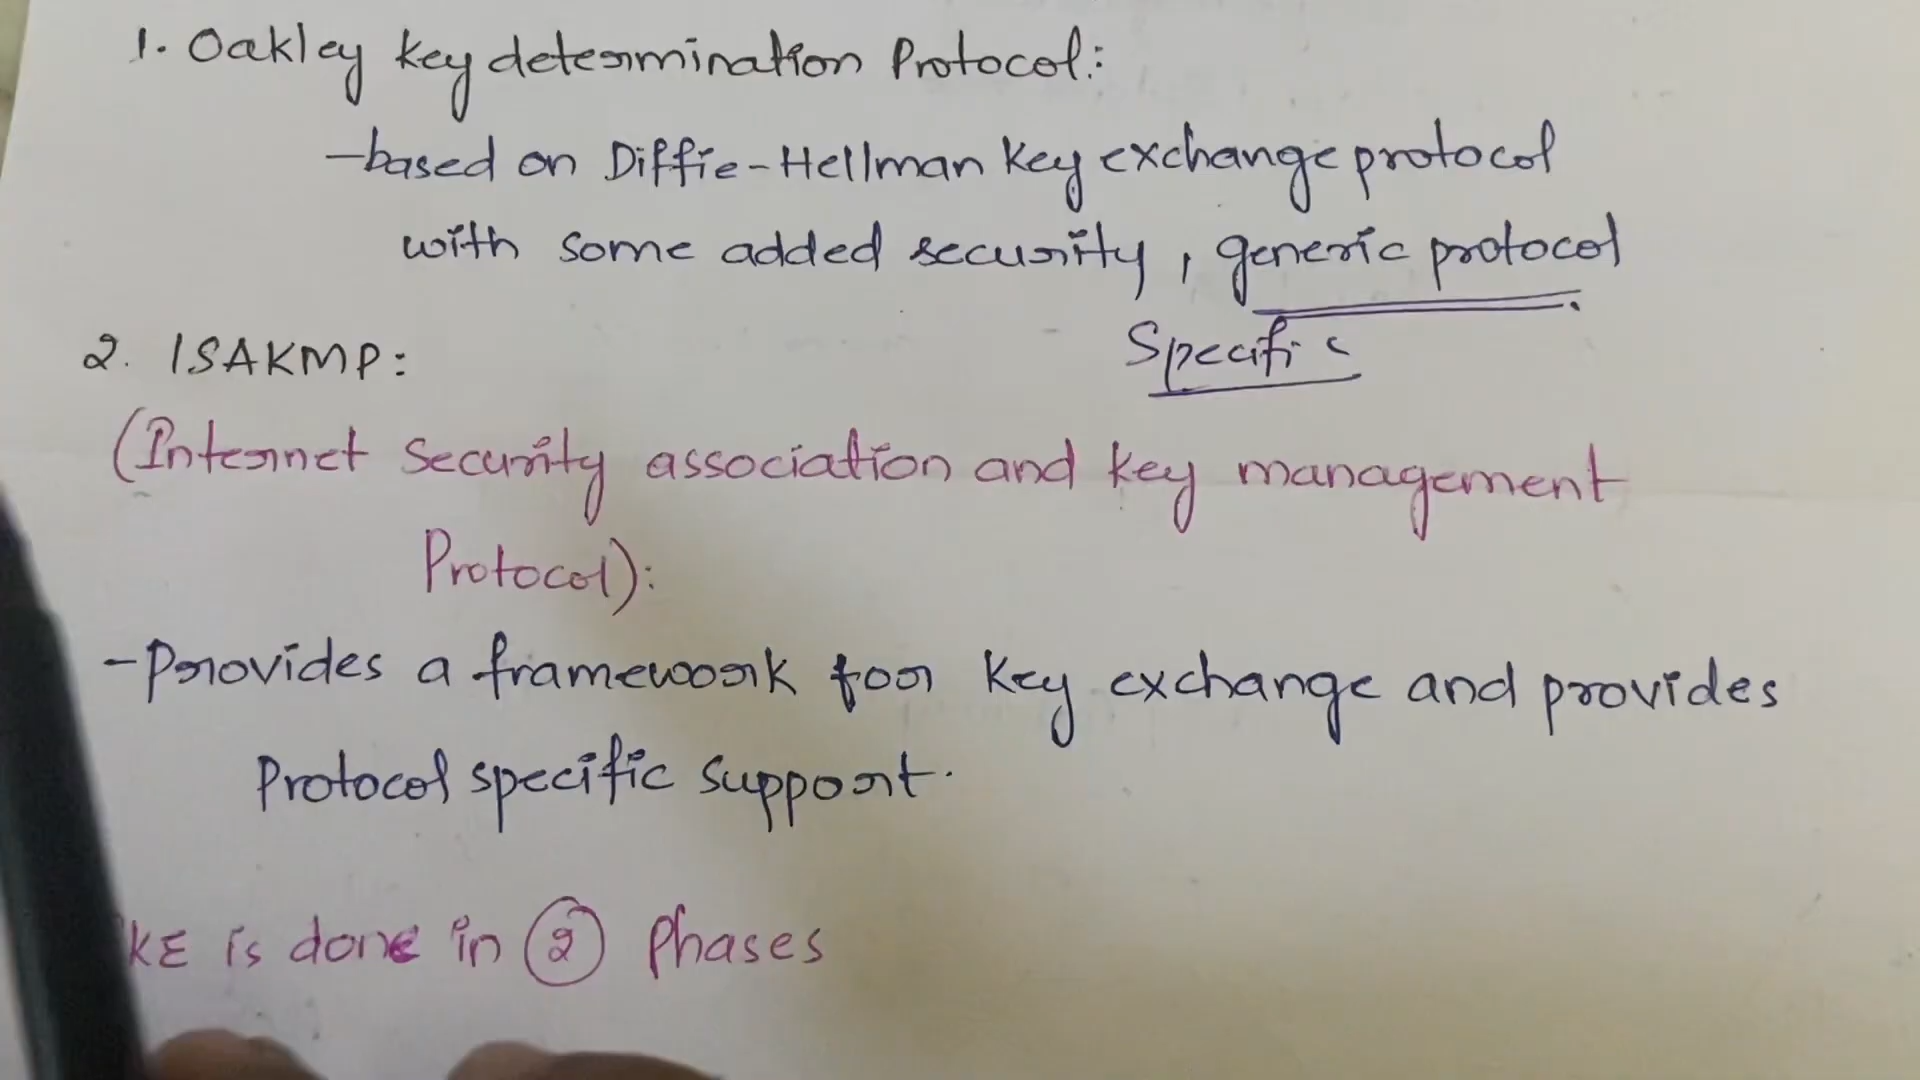 1. Oakley key determination Protocol:
-based on Diffie-Hellman key exchange protocol
with some added security, generic protocol
Specific
2. ISAKMP:
(Internet Security association and key management
Protocol):
-Provides a framework for key exchange and provides
Protocol specific support.
KE is done in 2 Phases